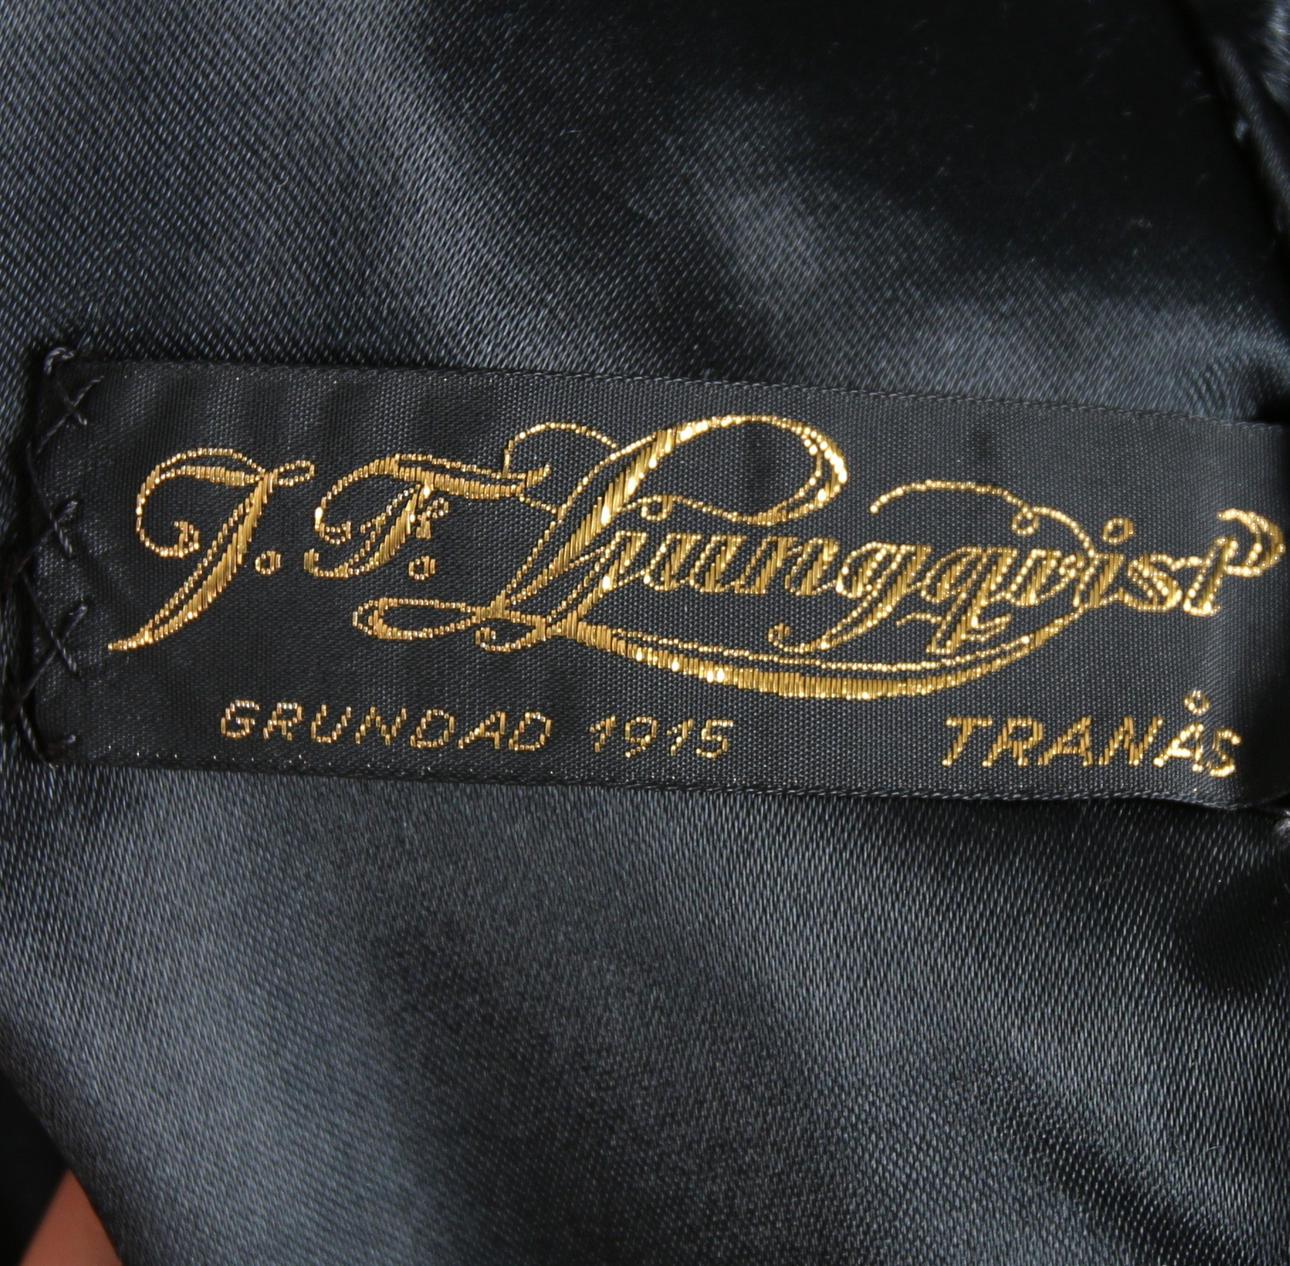 J. F. Ljungqvist
GRUNDAD 1915 TRANÅS